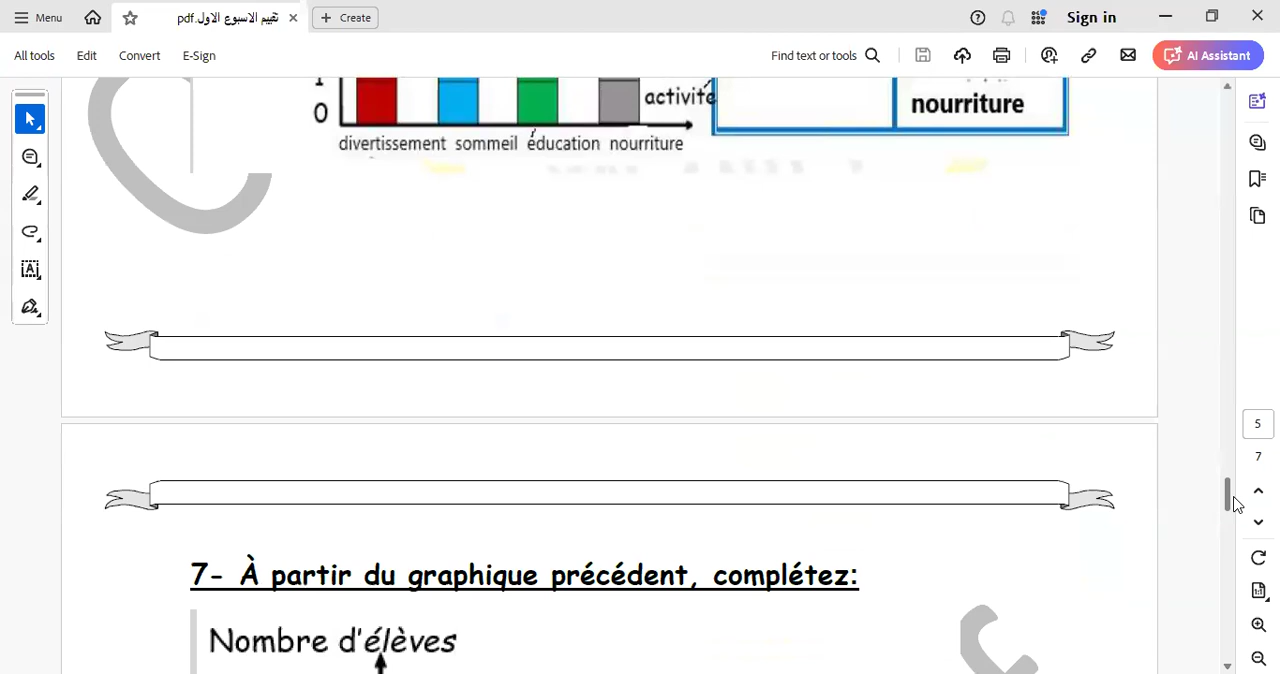 Menu
تقييم الاسبوع الاول.pdf
Create
Sign in
All tools
Edit
Convert
E-Sign
Find text or tools
AI Assistant
1
0
activité
nourriture
divertissement sommeil éducation nourriture
5
7
7- À partir du graphique précédent, complétez:
Nombre d'élèves